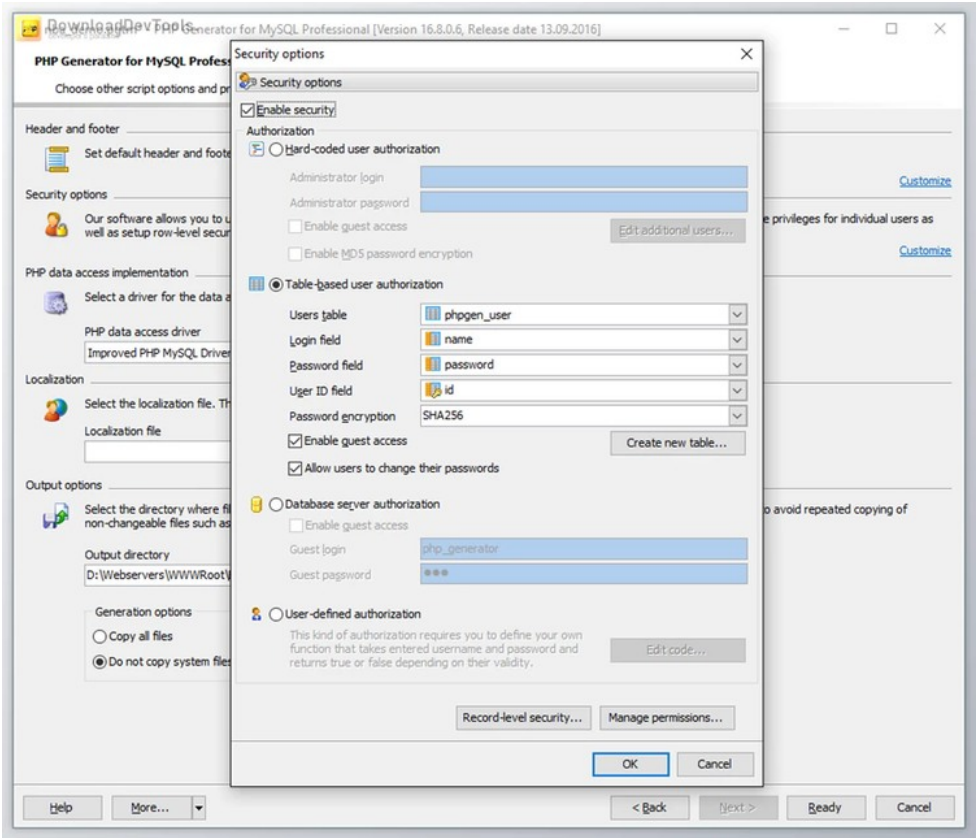 DownloadDevTools
PHP Generator for MySQL Professional [Version 16.8.0.6, Release date 13.09.2016]
PHP Generator for MySQL Profess
Choose other script options and pr
Header and footer
Set default header and foote
Customize
Security options
Our software allows you to u
e privileges for individual users as
well as setup row-level secur
Customize
PHP data access implementation
Select a driver for the data a
PHP data access driver
Improved PHP MySQL Driver
Localization
Select the localization file. Th
Localization file
Output options
Select the directory where fil
o avoid repeated copying of
non-changeable files such as
Output directory
D:\Webservers\WWWRoot\
Generation options
Copy all files
Do not copy system files
Security options
Security options
Enable security
Authorization
Hard-coded user authorization
Administrator login
Administrator password
Enable guest access
Edit additional users...
Enable MD5 password encryption
Table-based user authorization
Users table phpgen_user
Login field name
Password field password
User ID field id
Password encryption SHA256
Enable guest access
Create new table...
Allow users to change their passwords
Database server authorization
Enable guest access
Guest login php_generator
Guest password
User-defined authorization
This kind of authorization requires you to define your own
function that takes entered username and password and
returns true or false depending on their validity.
Edit code...
Record-level security... Manage permissions...
OK Cancel
Help More... < Back Next > Ready Cancel